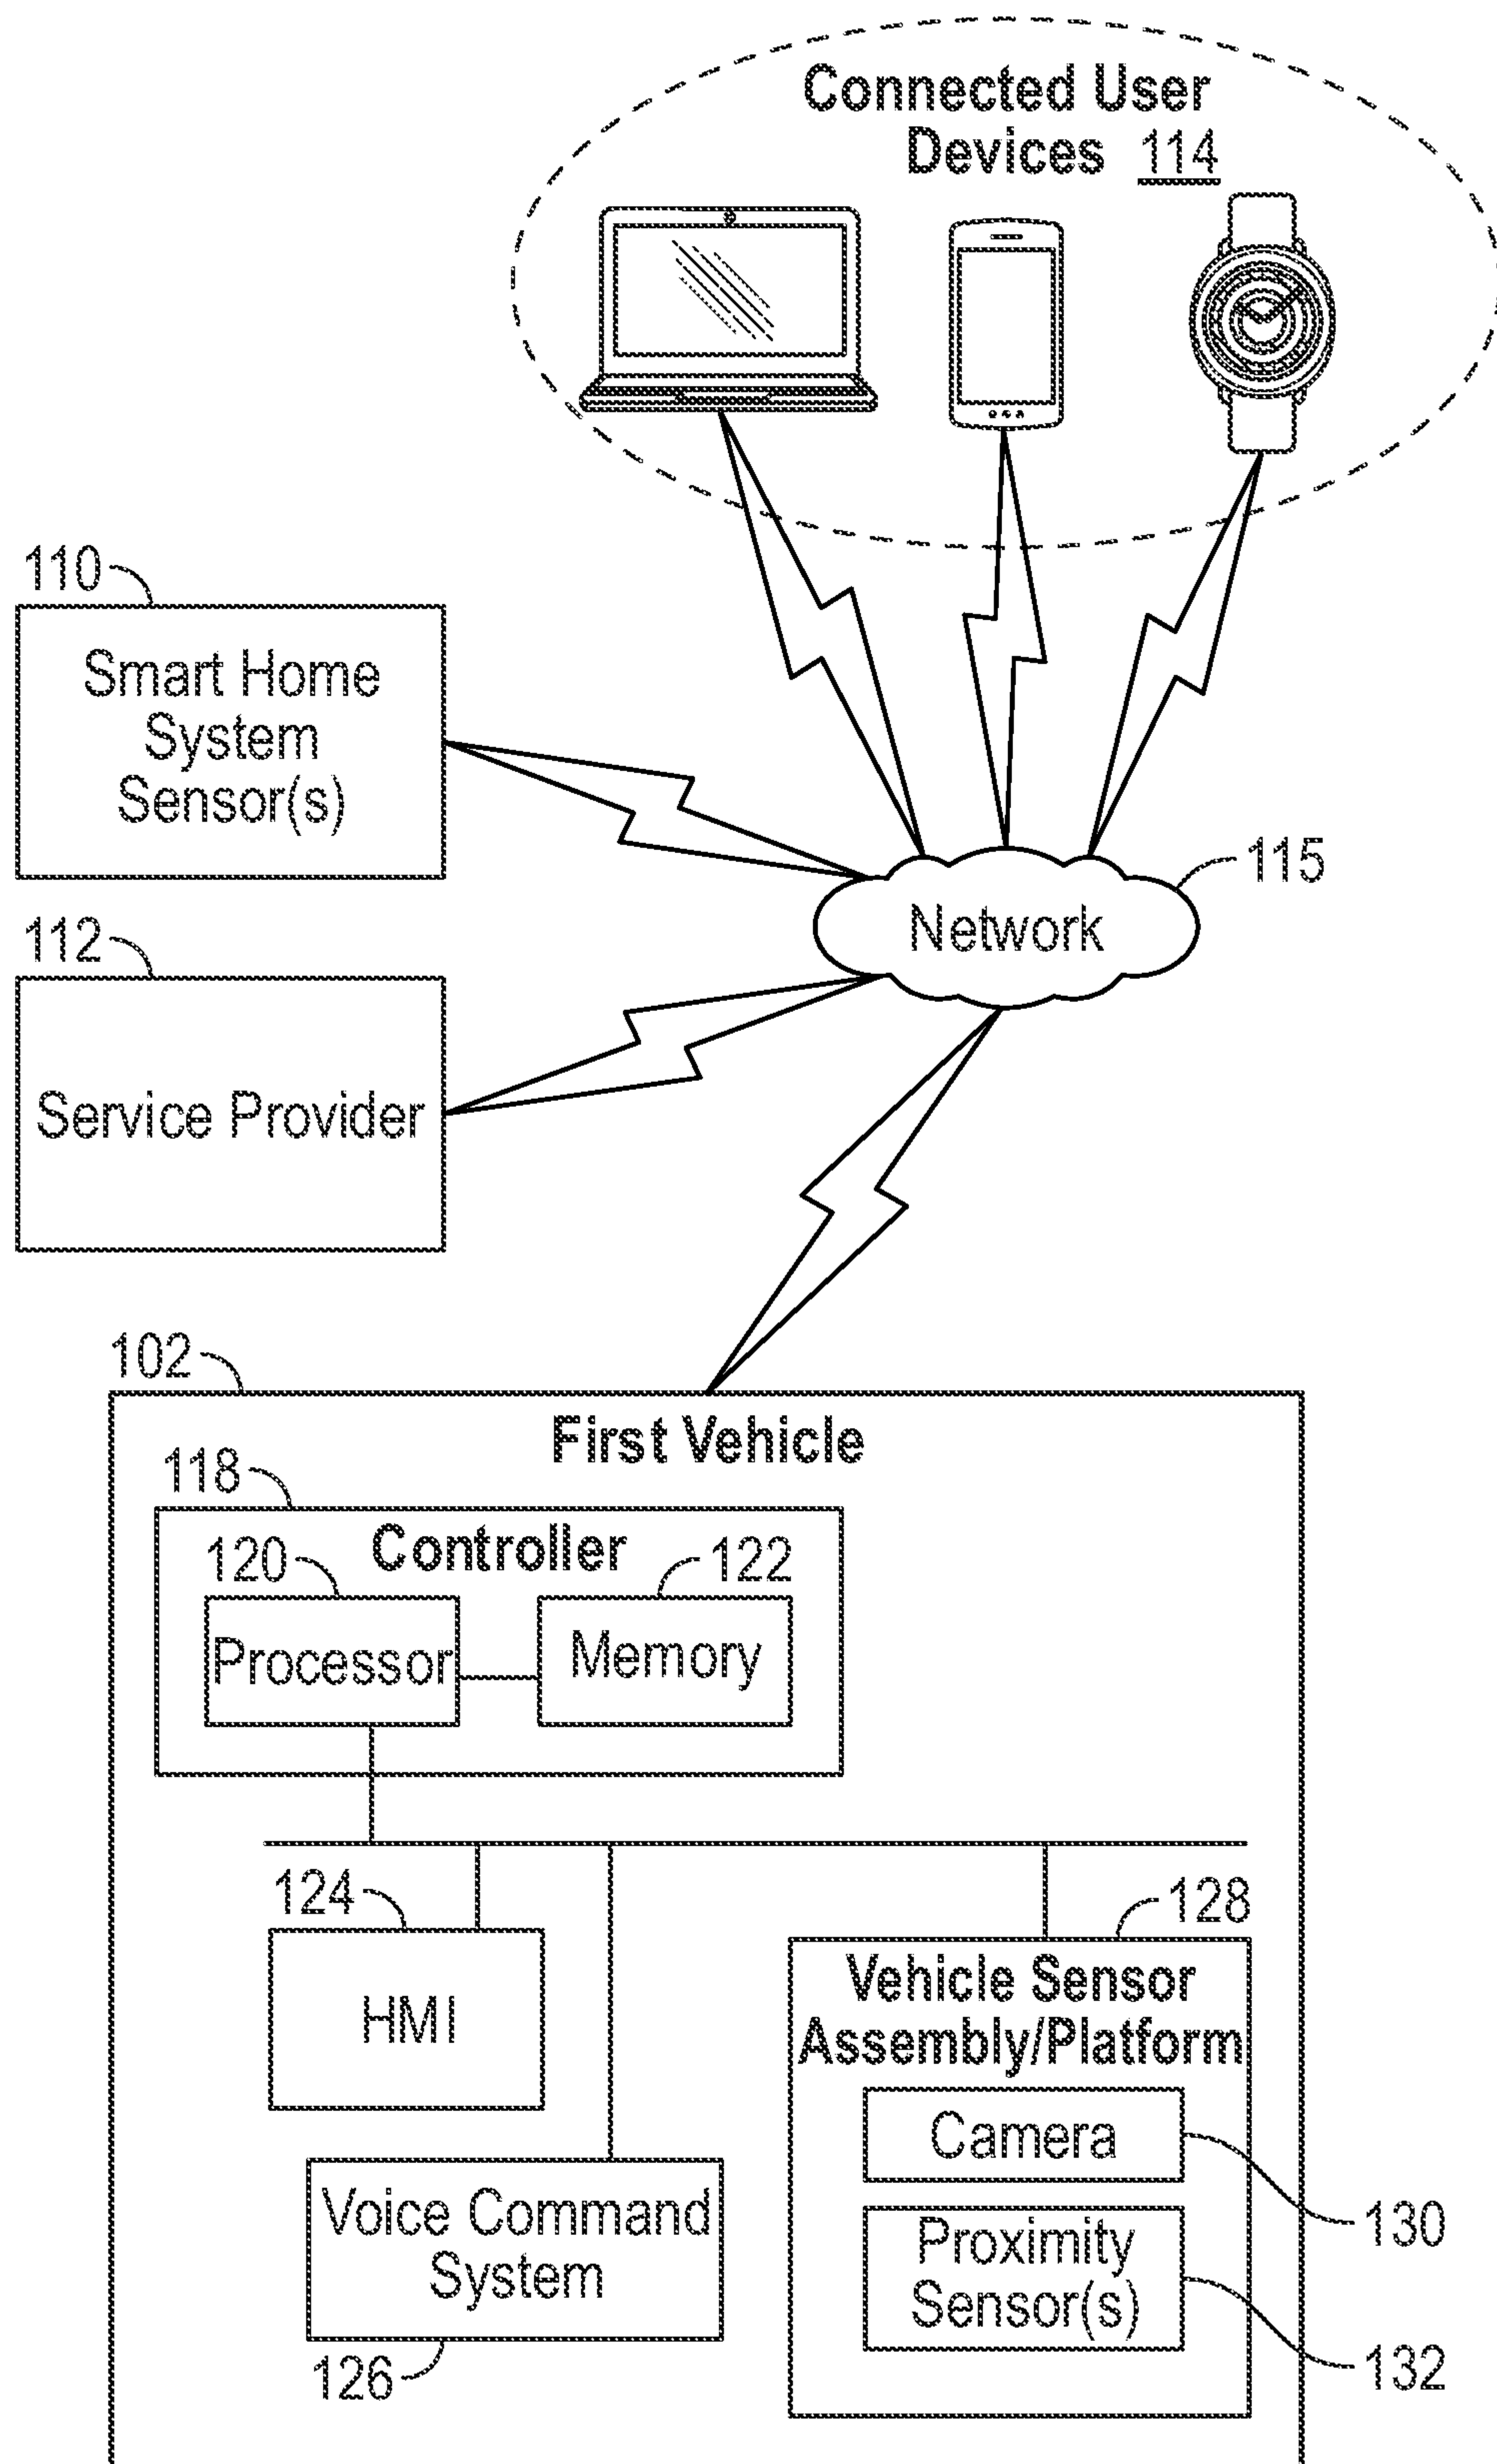 Connected User
Devices 114
110
Smart Home
System
Sensor(s)
115
Network
112
Service Provider
102
First Vehicle
118
Controller
120
122
Processor
Memory
124
128
HMI
Vehicle Sensor
Assembly/Platform
Camera
130
Voice Command
System
126
Proximity
Sensor(s)
132